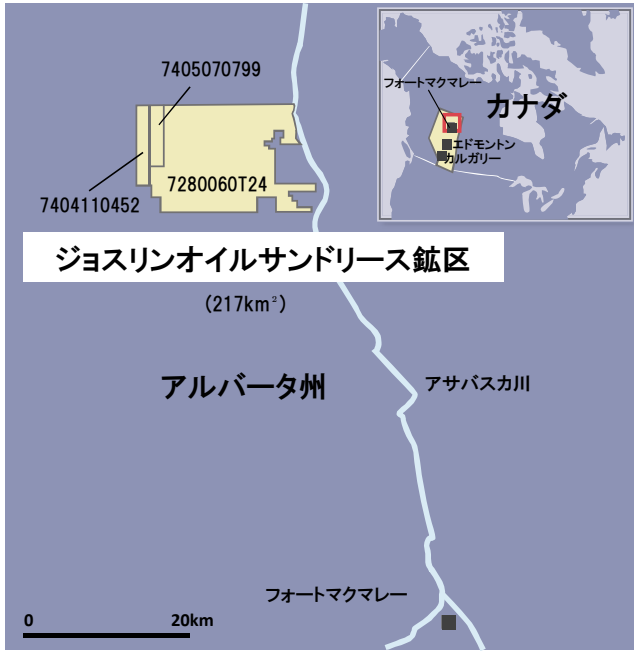 7405070799
フォートマクマレー
カナダ
エドモントン
カルガリー
7280060T24
7404110452
ジョスリンオイルサンドリース鉱区
(217km²)
アルバータ州
アサバスカ川
フォートマクマレー
0 20km